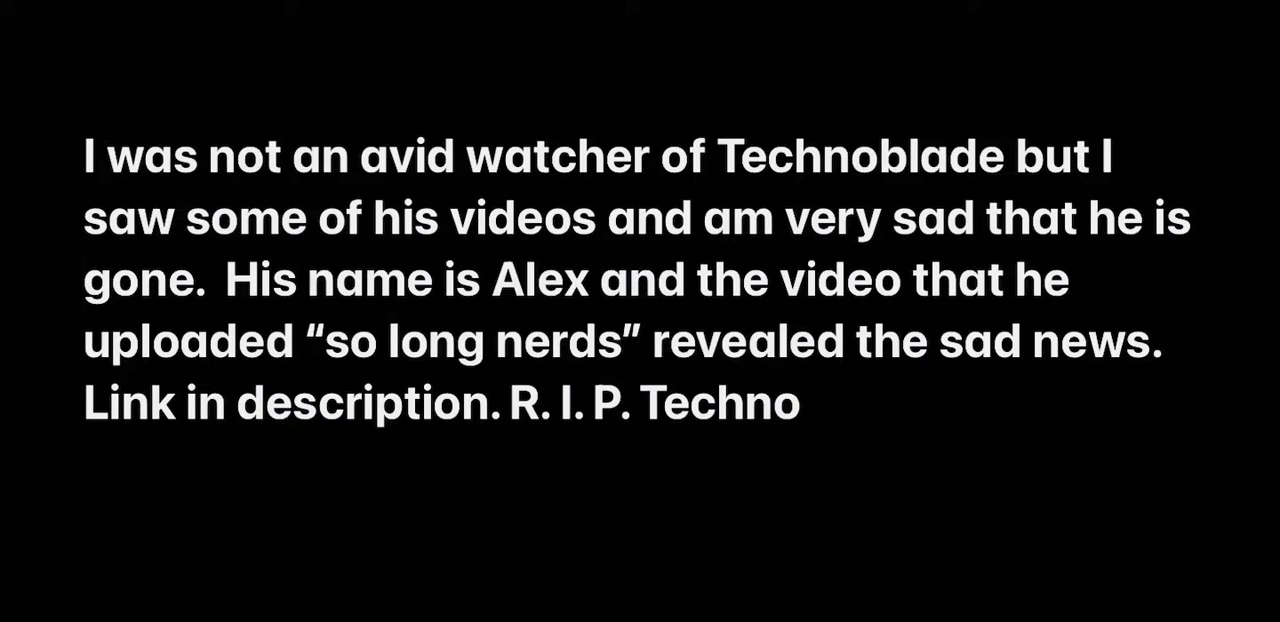 I was not an avid watcher of Technoblade but I
saw some of his videos and am very sad that he is
gone.  His name is Alex and the video that he
uploaded “so long nerds” revealed the sad news.
Link in description. R. I. P. Techno